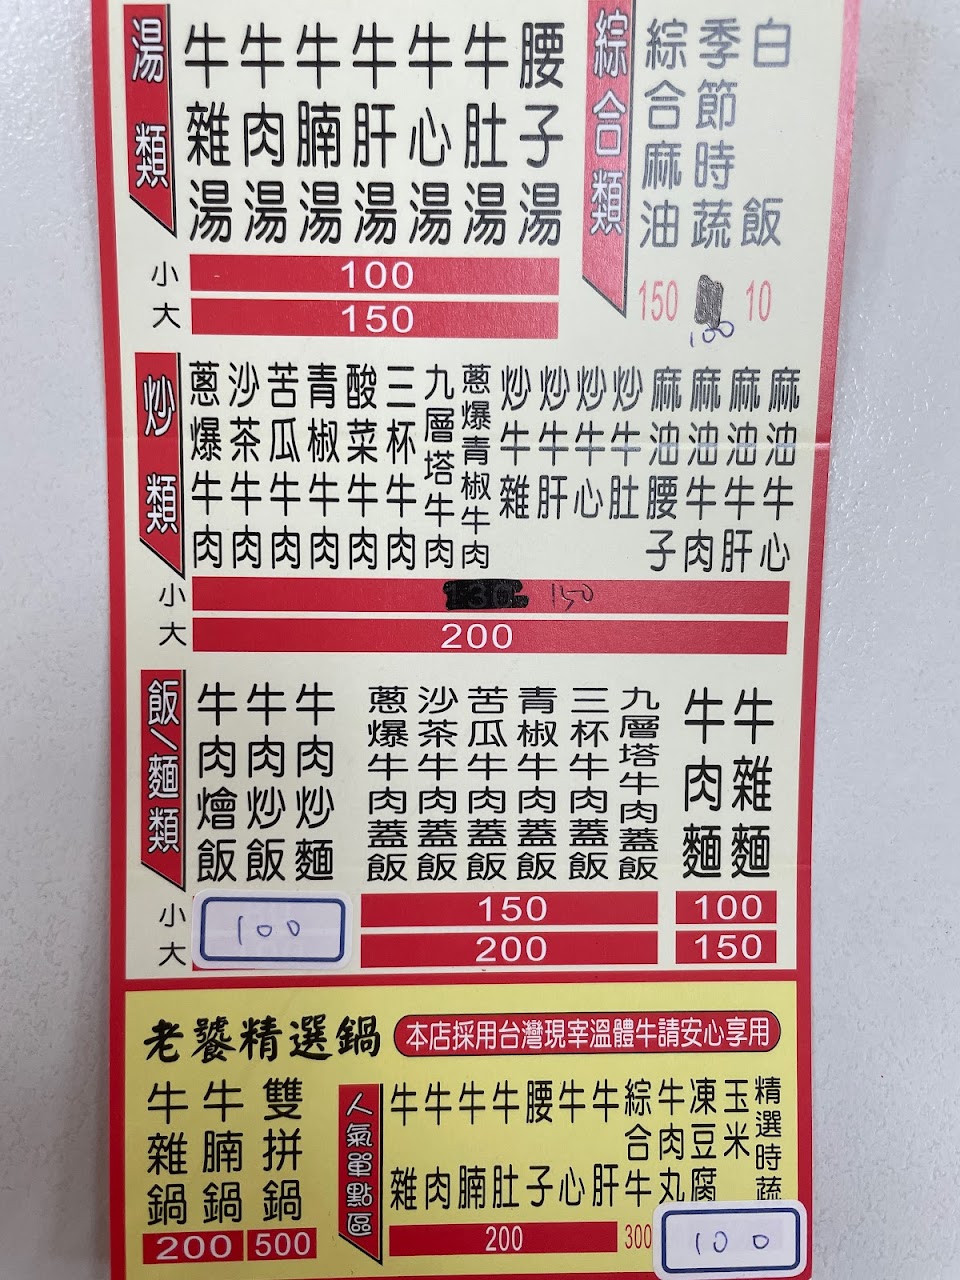 湯類
牛雜湯
牛肉湯
牛腩湯
牛肝湯
牛心湯
牛肚湯
腰子湯
小 100
大 150
綜合類
綜合麻油
季節時蔬
白飯
150
100
10
炒類
蔥爆牛肉
沙茶牛肉
苦瓜牛肉
青椒牛肉
酸菜牛肉
三杯牛肉
九層塔牛肉
蔥爆青椒牛肉
炒牛雜
炒牛肝
炒牛心
炒牛肚
麻油腰子
麻油牛肉
麻油牛肝
麻油牛心
小 130 150
大 200
飯/麵類
牛肉燴飯
牛肉炒飯
牛肉炒麵
蔥爆牛肉蓋飯
沙茶牛肉蓋飯
苦瓜牛肉蓋飯
青椒牛肉蓋飯
三杯牛肉蓋飯
九層塔牛肉蓋飯
牛肉麵
牛雜麵
小 150 100
大 200 150
100
老饕精選鍋
本店採用台灣現宰溫體牛請安心享用
牛雜鍋
牛腩鍋
雙拼鍋
200 500
人氣單點區
牛雜
牛肉
牛腩
牛肚
腰子
牛心
牛肝
綜合牛
牛肉丸
凍豆腐
玉米
精選時蔬
200 300 100